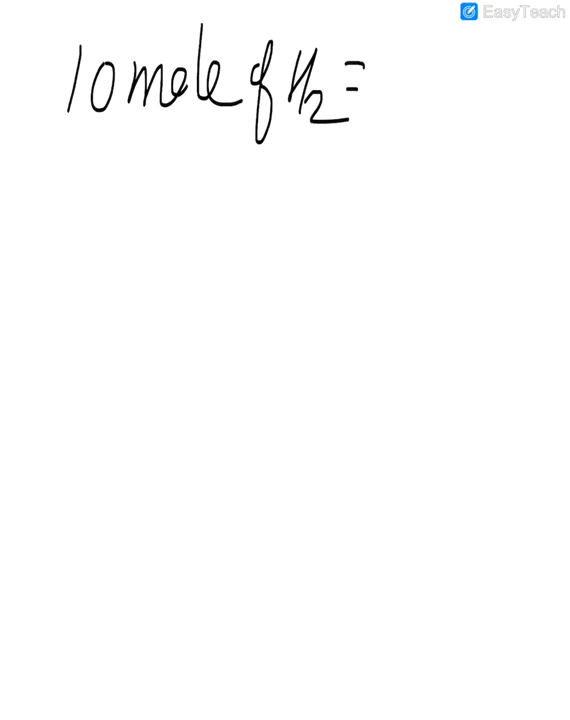 EasyTeach
10 mole of H₂ =